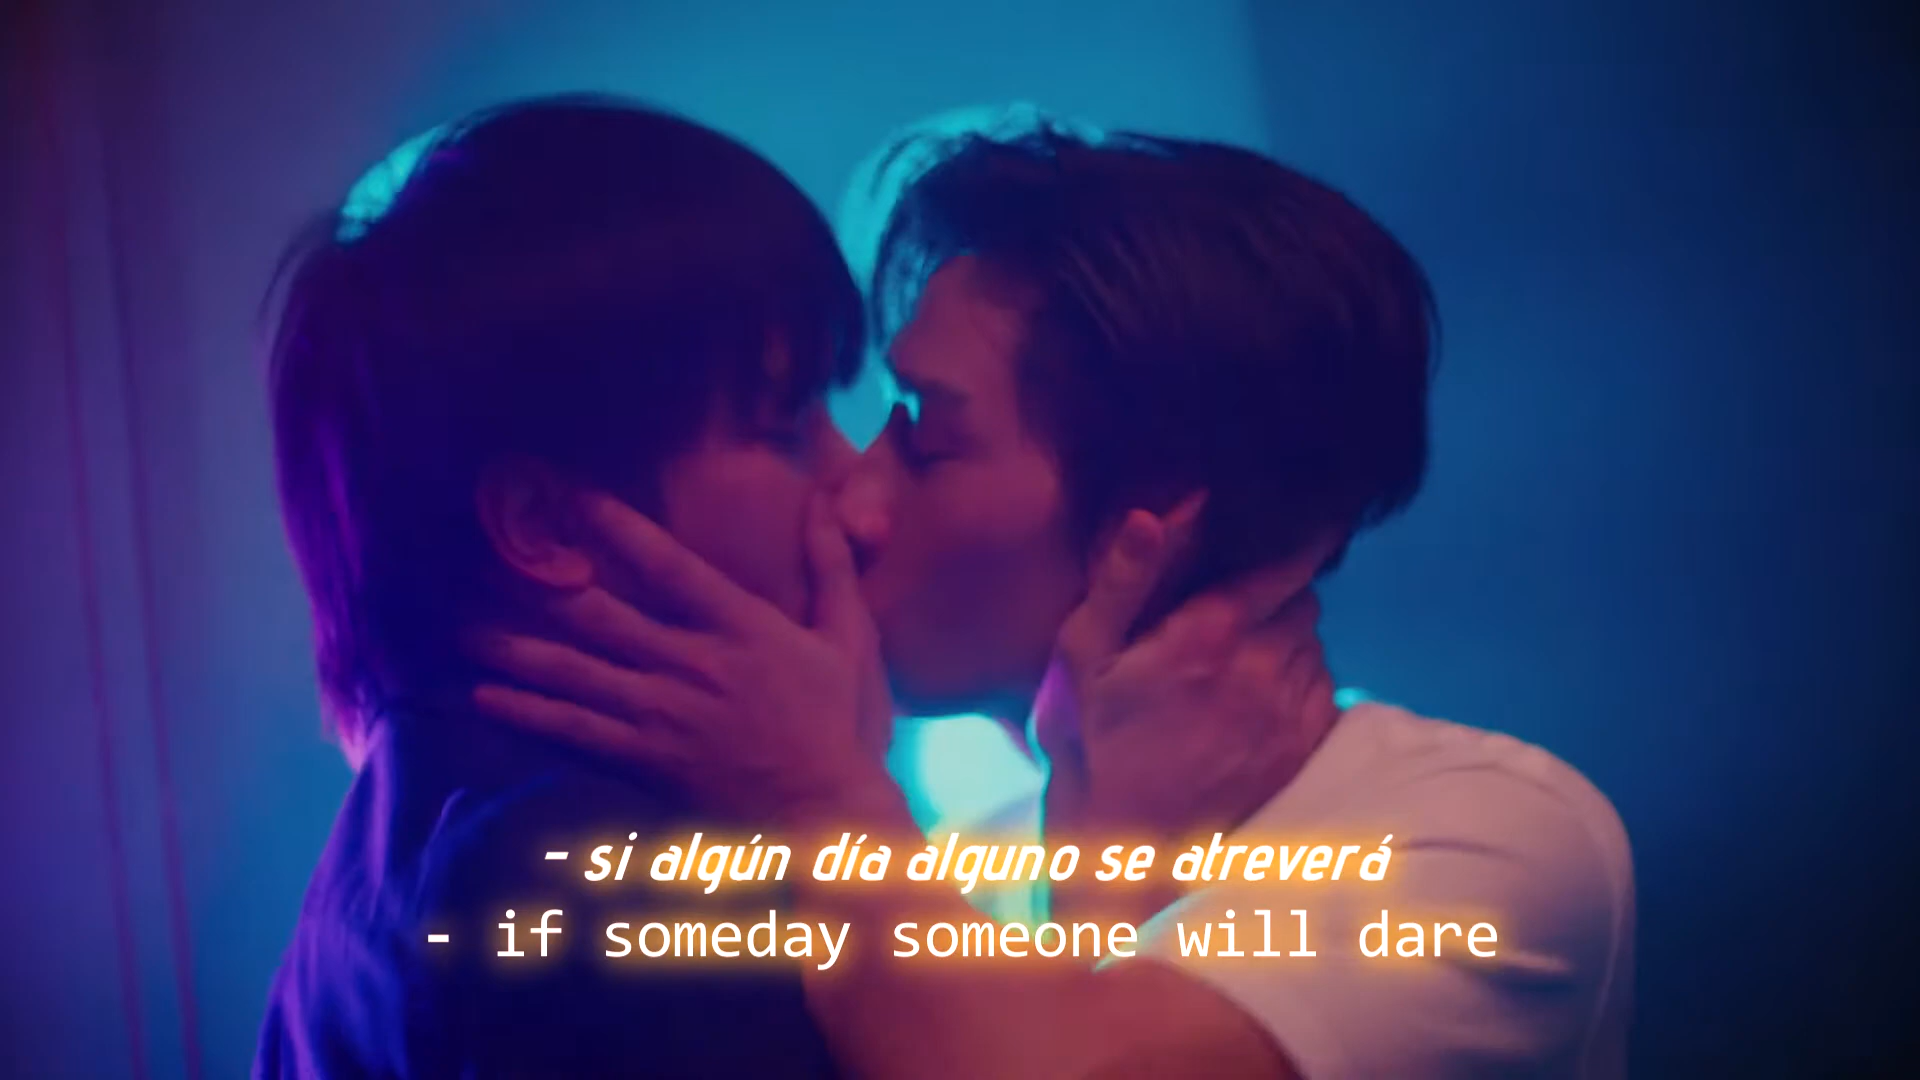 - si algún día alguno se atreverá
- if someday someone will dare